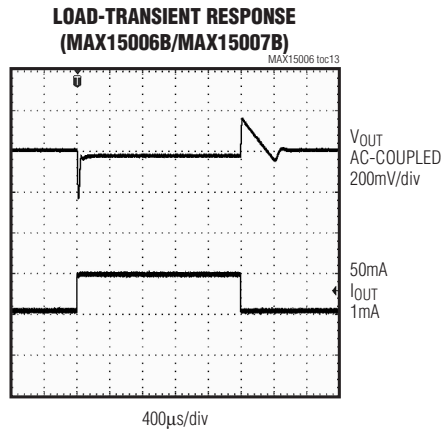 LOAD-TRANSIENT RESPONSE
(MAX15006B/MAX15007B)
MAX15006 toc13
VOUT
AC-COUPLED
200mV/div
50mA
IOUT
1mA
400µs/div